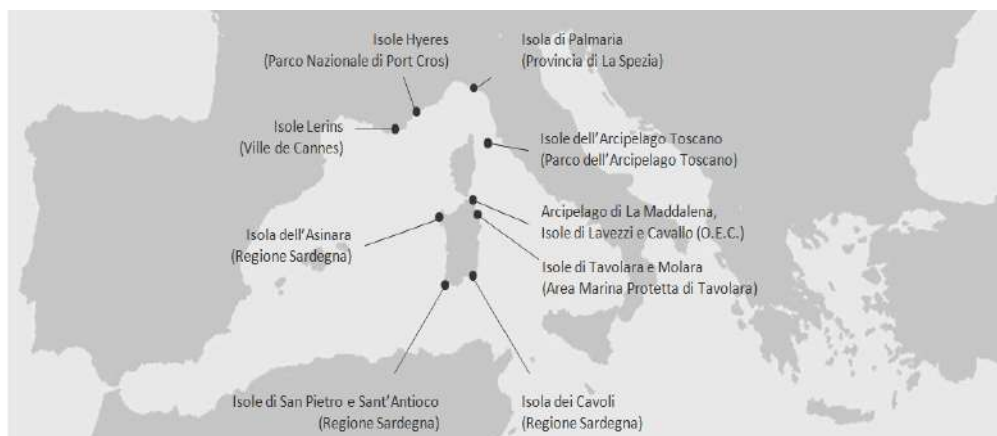 Isole Hyeres
(Parco Nazionale di Port Cros)
Isola di Palmaria
(Provincia di La Spezia)
Isole Lerins
(Ville de Cannes)
Isole dell'Arcipelago Toscano
(Parco dell'Arcipelago Toscano)
Arcipelago di La Maddalena,
Isole di Lavezzi e Cavallo (O.E.C.)
Isola dell'Asinara
(Regione Sardegna)
Isole di Tavolara e Molara
(Area Marina Protetta di Tavolara)
Isole di San Pietro e Sant'Antioco
(Regione Sardegna)
Isola dei Cavoli
(Regione Sardegna)